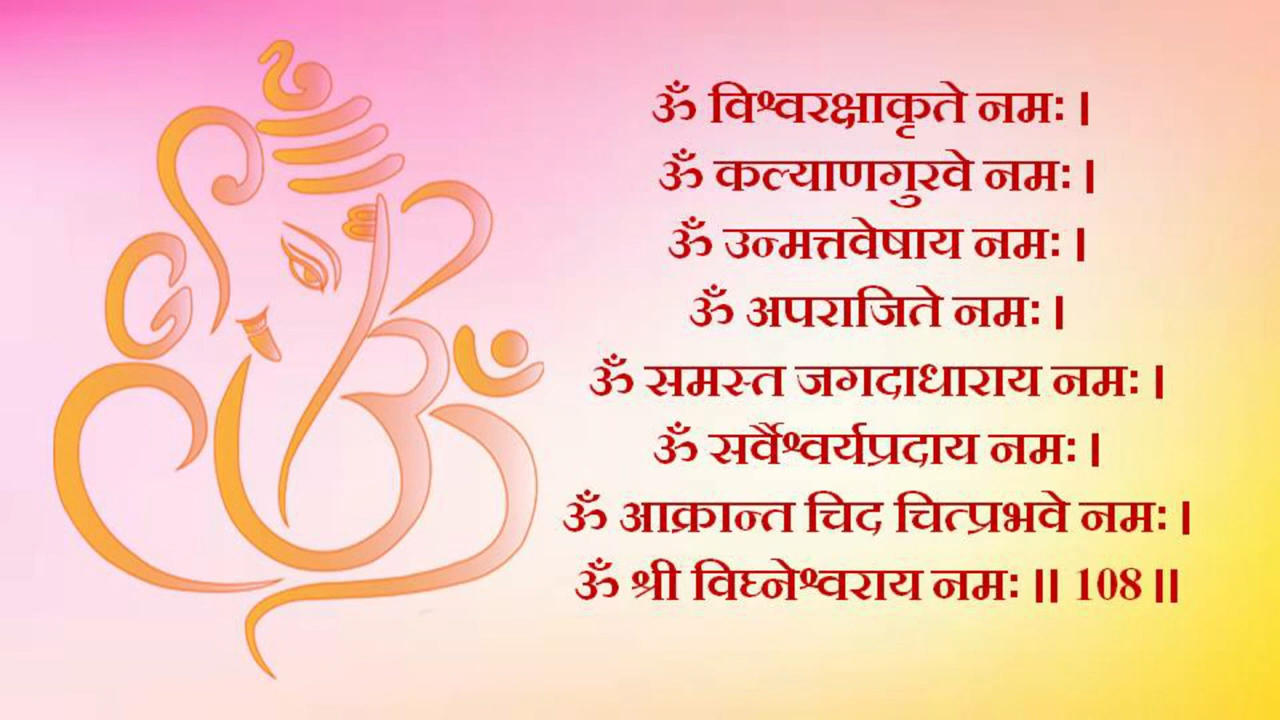 ॐ विश्वरक्षाकृते नमः ।
ॐ कल्याणगुरवे नमः ।
ॐ उन्मत्तवेषाय नमः ।
ॐ अपराजिते नमः ।
ॐ समस्त जगदाधाराय नमः ।
ॐ सर्वैश्वर्यप्रदाय नमः ।
ॐ आक्रान्त चिद चित्प्रभवे नमः ।
ॐ श्री विघ्नेश्वराय नमः ॥ 108 ॥